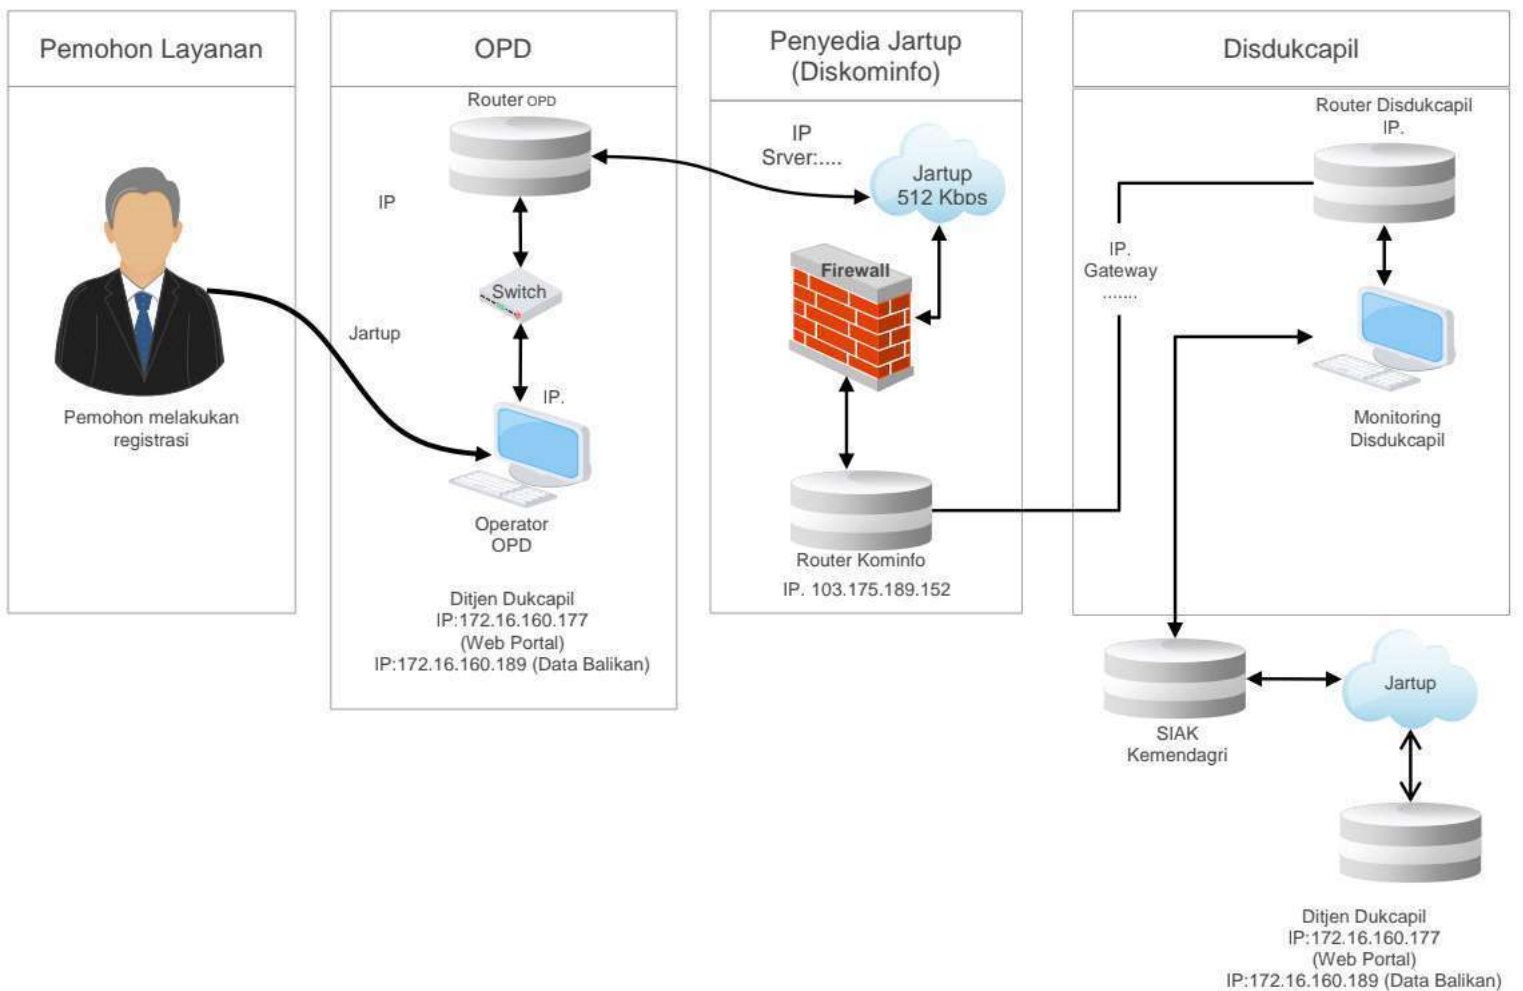 Pemohon Layanan
Pemohon melakukan
registrasi
OPD
Router OPD
IP
Switch
Jartup
IP.
Operator
OPD
Ditjen Dukcapil
IP:172.16.160.177
(Web Portal)
IP:172.16.160.189 (Data Balikan)
Penyedia Jartup
(Diskominfo)
IP
Srver:....
Jartup
512 Kbps
Firewall
Router Kominfo
IP. 103.175.189.152
Disdukcapil
Router Disdukcapil
IP.
IP.
Gateway
.......
Monitoring
Disdukcapil
SIAK
Kemendagri
Jartup
Ditjen Dukcapil
IP:172.16.160.177
(Web Portal)
IP:172.16.160.189 (Data Balikan)